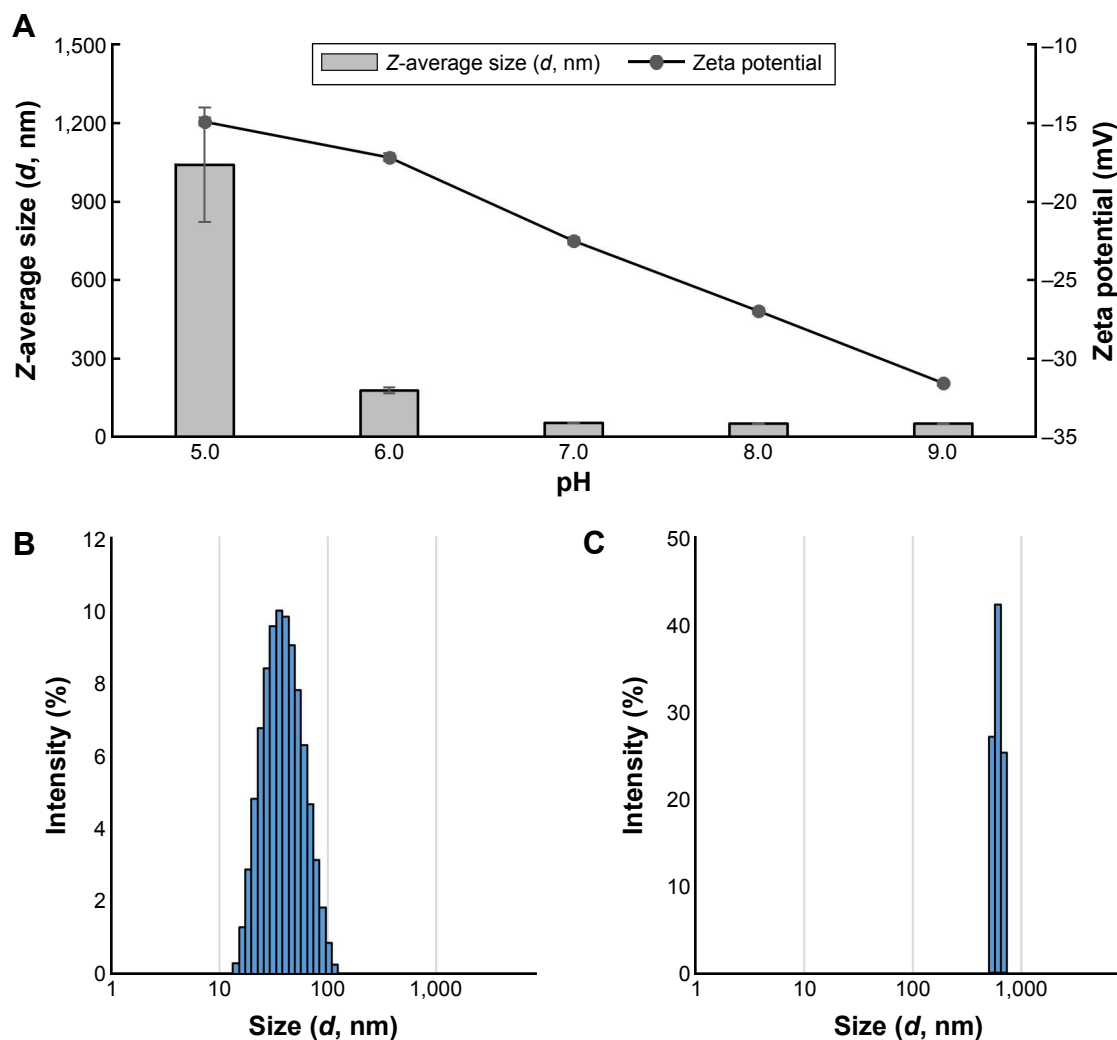 A
Z-average size (d, nm)
Zeta potential
1,500
1,200
900
600
300
0
Z-average size (d, nm)
–10
–15
–20
–25
–30
–35
Zeta potential (mV)
5.0 6.0 7.0 8.0 9.0
pH
B
12
10
8
6
4
2
0
Intensity (%)
1 10 100 1,000
Size (d, nm)
C
50
40
30
20
10
0
Intensity (%)
1 10 100 1,000
Size (d, nm)